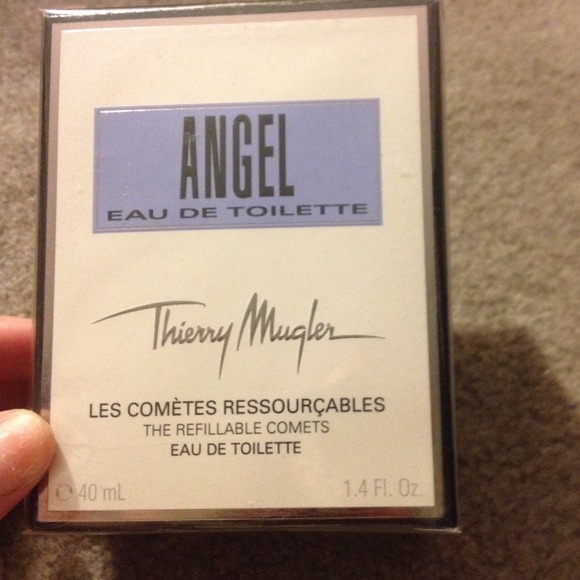 ANGEL
EAU DE TOILETTE
Thierry Mugler
LES COMÈTES RESSOURÇABLES
THE REFILLABLE COMETS
EAU DE TOILETTE
℮ 40 mL 1.4 Fl. Oz.